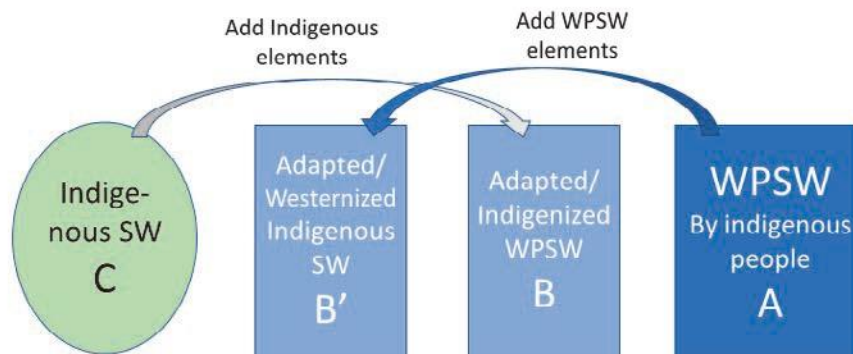 Add Indigenous
elements
Add WPSW
elements
Indige-
nous SW
C
Adapted/
Westernized
Indigenous
SW
B’
Adapted/
Indigenized
WPSW
B
WPSW
By indigenous
people
A